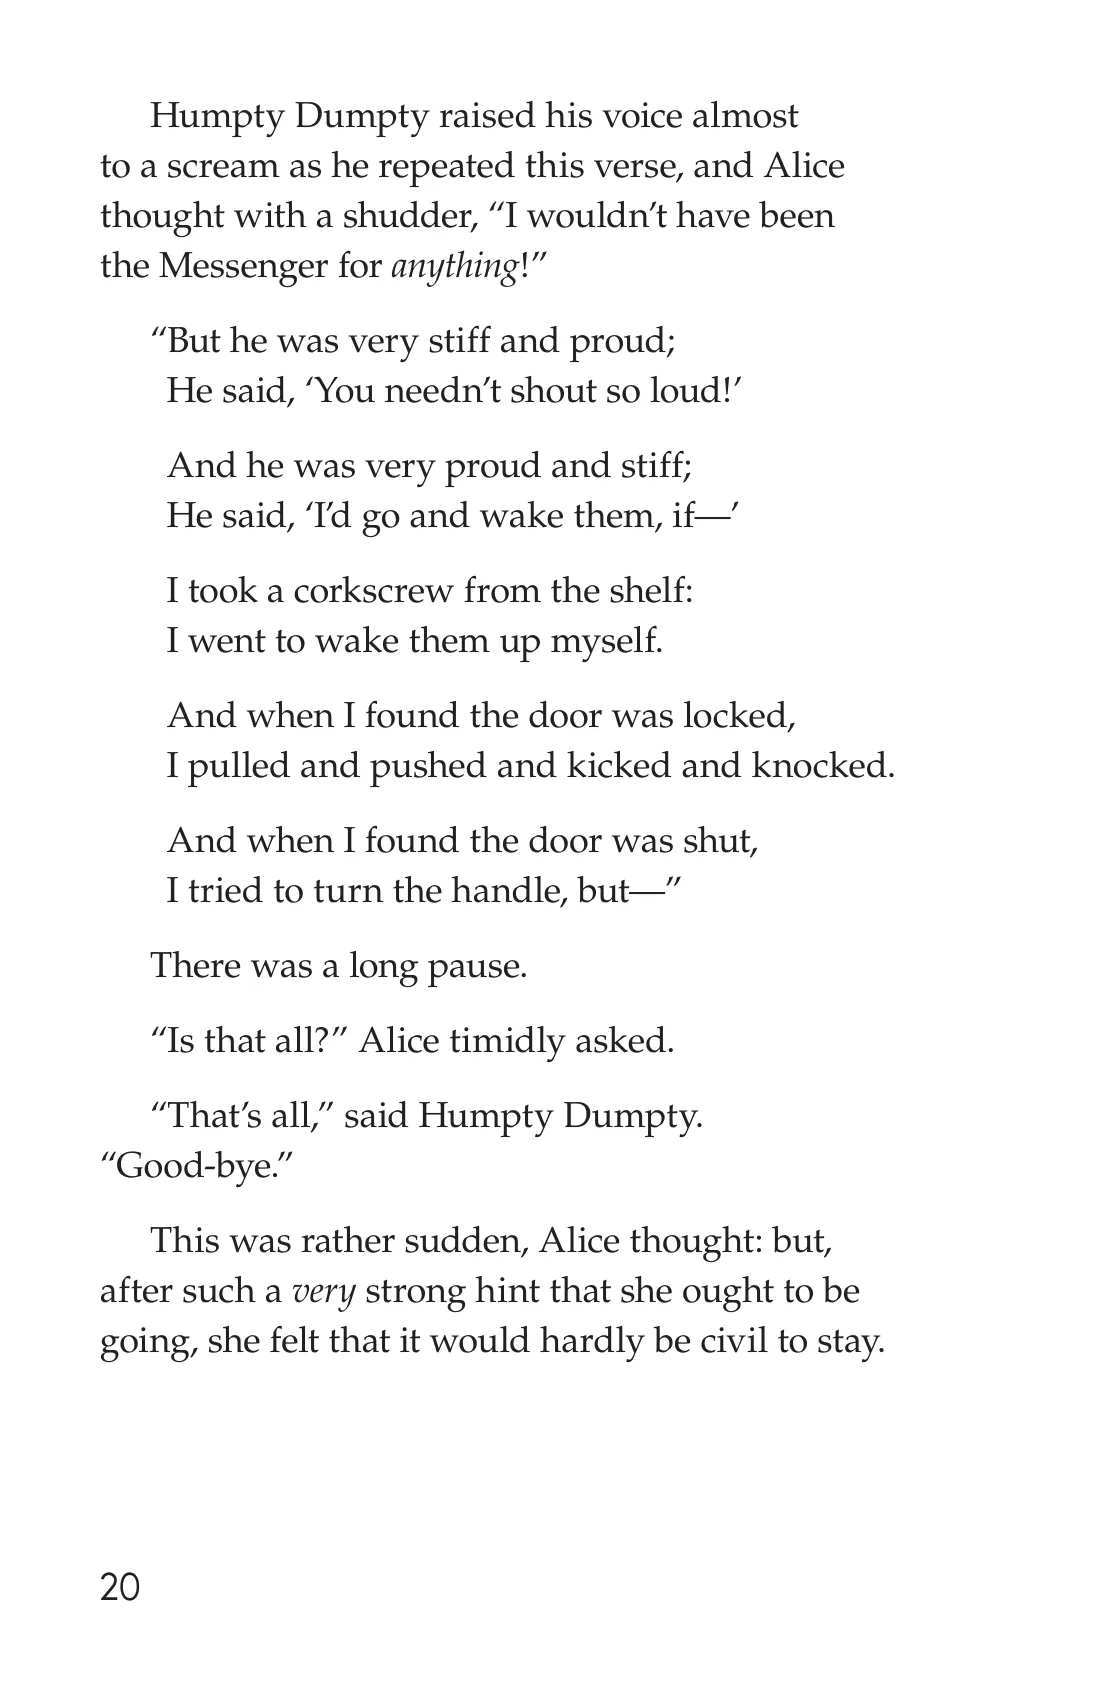 Humpty Dumpty raised his voice almost
to a scream as he repeated this verse, and Alice
thought with a shudder, “I wouldn’t have been
the Messenger for anything!”
“But he was very stiff and proud;
He said, ‘You needn’t shout so loud!’
And he was very proud and stiff;
He said, ‘I’d go and wake them, if—’
I took a corkscrew from the shelf:
I went to wake them up myself.
And when I found the door was locked,
I pulled and pushed and kicked and knocked.
And when I found the door was shut,
I tried to turn the handle, but—”
There was a long pause.
“Is that all?” Alice timidly asked.
“That’s all,” said Humpty Dumpty.
“Good-bye.”
This was rather sudden, Alice thought: but,
after such a very strong hint that she ought to be
going, she felt that it would hardly be civil to stay.
20